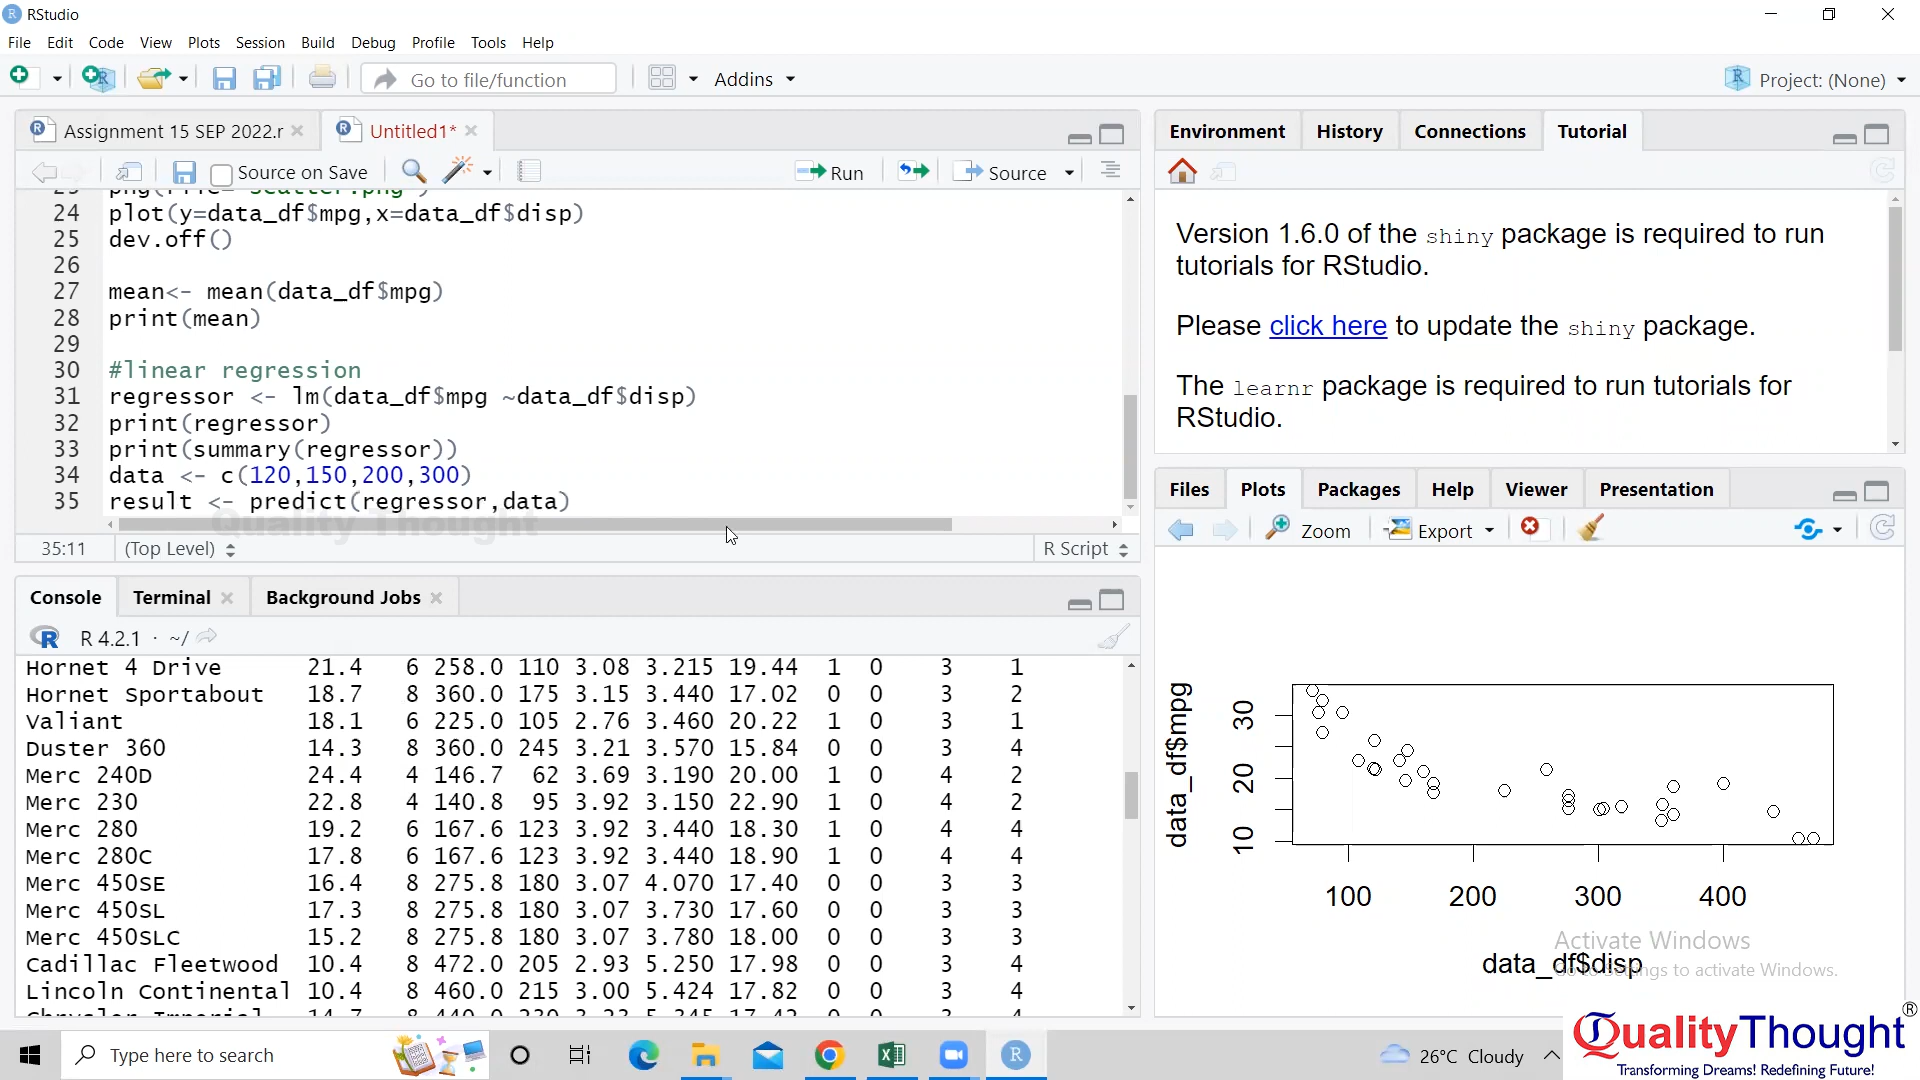 RStudio
File Edit Code View Plots Session Build Debug Profile Tools Help
Go to file/function Addins Project: (None)
Assignment 15 SEP 2022.r Untitled1*
Source on Save Run Source
24 plot(y=data_df$mpg,x=data_df$disp)
25 dev.off()
26
27 mean<- mean(data_df$mpg)
28 print(mean)
29
30 #linear regression
31 regressor <- lm(data_df$mpg ~data_df$disp)
32 print(regressor)
33 print(summary(regressor))
34 data <- c(120,150,200,300)
35 result <- predict(regressor,data)
Quality Thought
35:11 (Top Level) R Script
Console Terminal Background Jobs
R 4.2.1 · ~/
Hornet 4 Drive 21.4 6 258.0 110 3.08 3.215 19.44 1 0 3 1
Hornet Sportabout 18.7 8 360.0 175 3.15 3.440 17.02 0 0 3 2
Valiant 18.1 6 225.0 105 2.76 3.460 20.22 1 0 3 1
Duster 360 14.3 8 360.0 245 3.21 3.570 15.84 0 0 3 4
Merc 240D 24.4 4 146.7 62 3.69 3.190 20.00 1 0 4 2
Merc 230 22.8 4 140.8 95 3.92 3.150 22.90 1 0 4 2
Merc 280 19.2 6 167.6 123 3.92 3.440 18.30 1 0 4 4
Merc 280C 17.8 6 167.6 123 3.92 3.440 18.90 1 0 4 4
Merc 450SE 16.4 8 275.8 180 3.07 4.070 17.40 0 0 3 3
Merc 450SL 17.3 8 275.8 180 3.07 3.730 17.60 0 0 3 3
Merc 450SLC 15.2 8 275.8 180 3.07 3.780 18.00 0 0 3 3
Cadillac Fleetwood 10.4 8 472.0 205 2.93 5.250 17.98 0 0 3 4
Lincoln Continental 10.4 8 460.0 215 3.00 5.424 17.82 0 0 3 4
Environment History Connections Tutorial
Version 1.6.0 of the shiny package is required to run
tutorials for RStudio.
Please click here to update the shiny package.
The learnr package is required to run tutorials for
RStudio.
Files Plots Packages Help Viewer Presentation
Zoom Export
data_df$mpg
30
20
10
100 200 300 400
data_df$disp
Activate Windows
Go to Settings to activate Windows.
Type here to search
26°C Cloudy
QualityThought®
Transforming Dreams! Redefining Future!